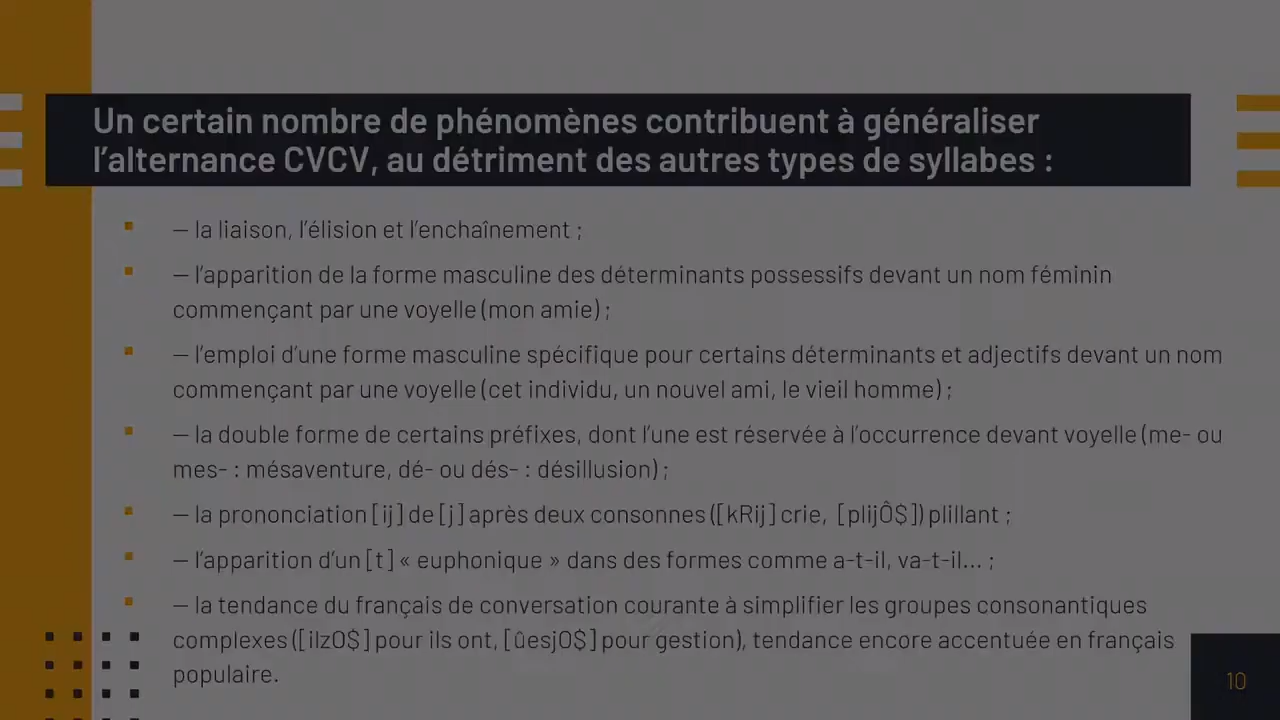 Un certain nombre de phénomènes contribuent à généraliser
l'alternance CVCV, au détriment des autres types de syllabes :
– la liaison, l'élision et l'enchaînement ;
– l'apparition de la forme masculine des déterminants possessifs devant un nom féminin
commençant par une voyelle (mon amie) ;
– l'emploi d'une forme masculine spécifique pour certains déterminants et adjectifs devant un nom
commençant par une voyelle (cet individu, un nouvel ami, le vieil homme) ;
– la double forme de certains préfixes, dont l'une est réservée à l'occurrence devant voyelle (me- ou
mes- : mésaventure, dé- ou dés- : désillusion) ;
– la prononciation [ij] de [j] après deux consonnes ([kRij] crie, [plijÔ$]) plillant ;
– l'apparition d'un [t] « euphonique » dans des formes comme a-t-il, va-t-il... ;
– la tendance du français de conversation courante à simplifier les groupes consonantiques
complexes ([ilzO$] pour ils ont, [ûesjO$] pour gestion), tendance encore accentuée en français
populaire.
10